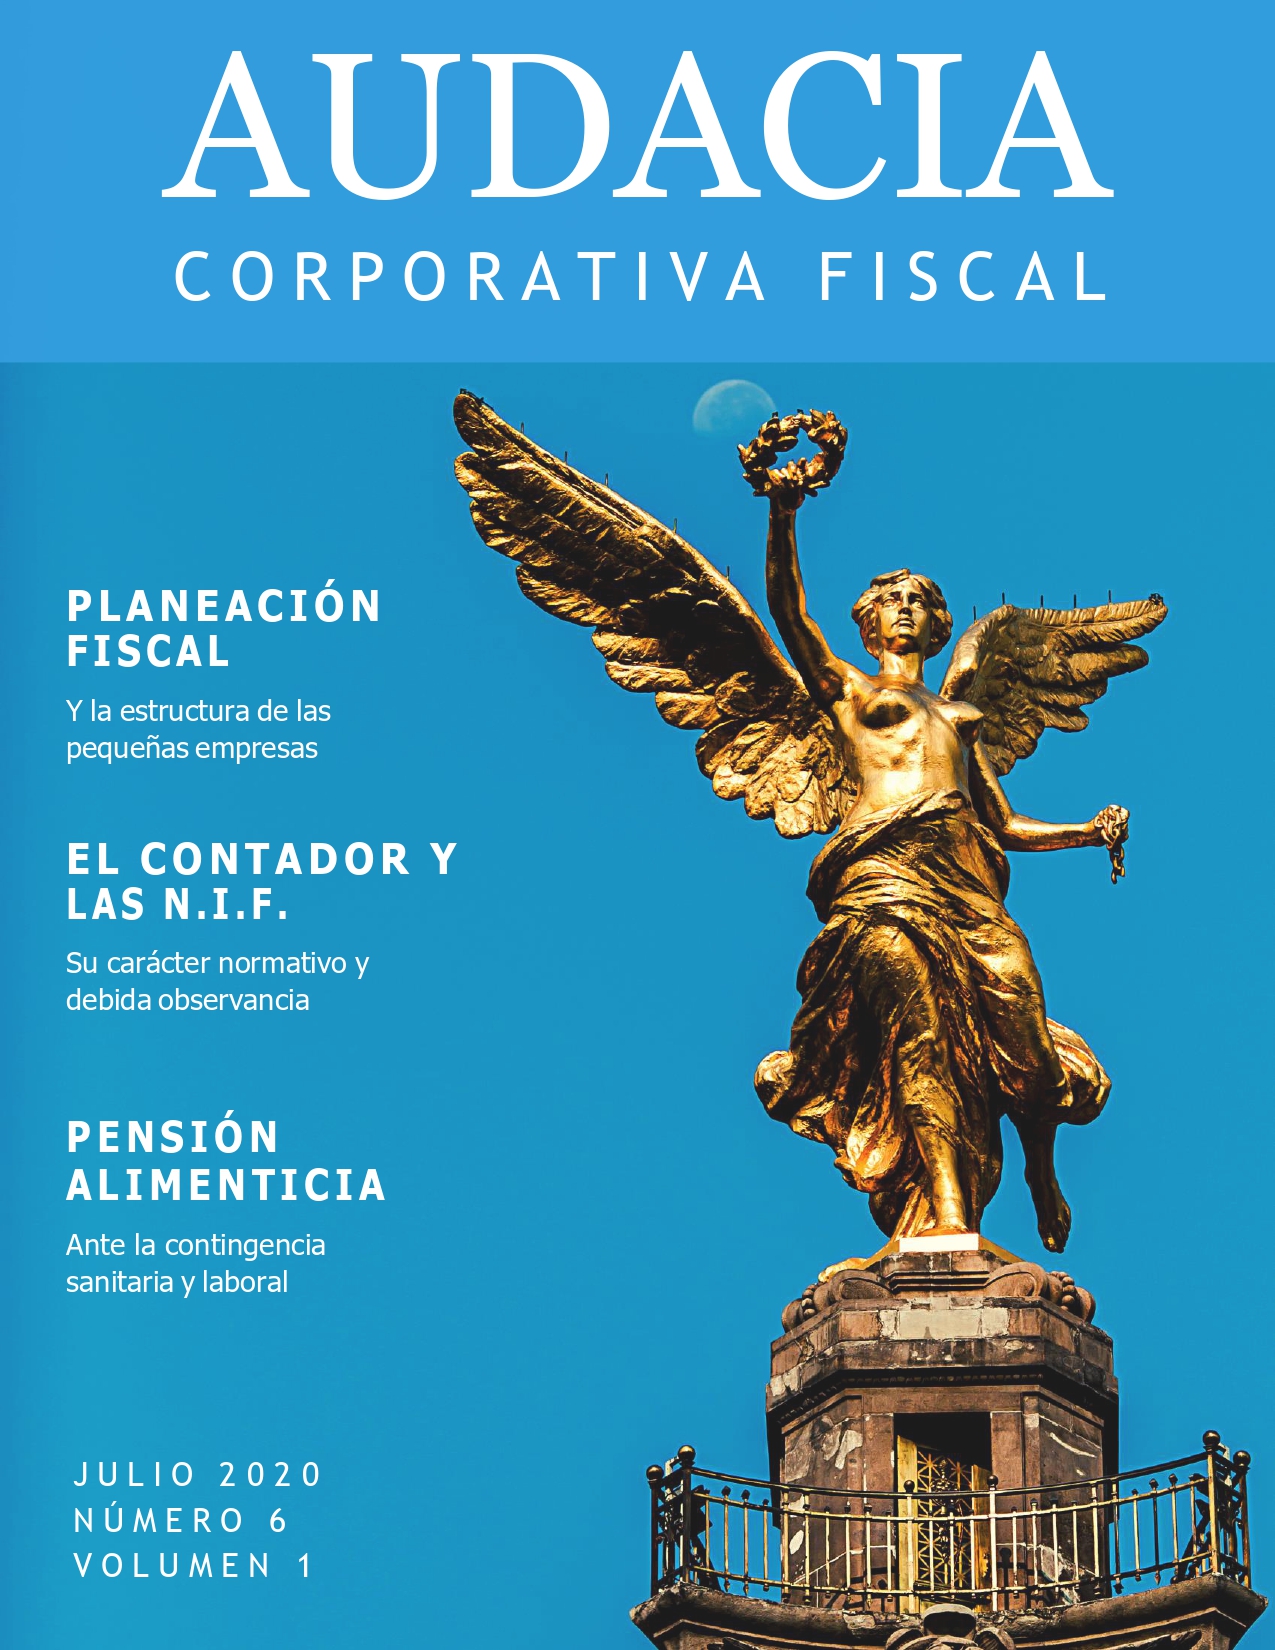 AUDACIA
CORPORATIVA FISCAL
PLANEACIÓN
FISCAL
Y la estructura de las
pequeñas empresas
EL CONTADOR Y
LAS N.I.F.
Su carácter normativo y
debida observancia
PENSIÓN
ALIMENTICIA
Ante la contingencia
sanitaria y laboral
JULIO 2020
NÚMERO 6
VOLUMEN 1